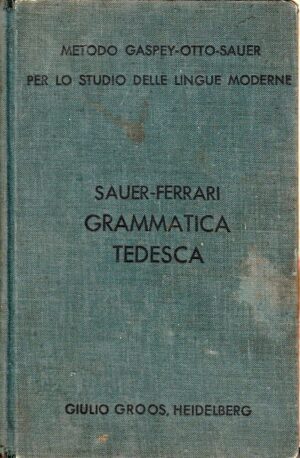 METODO GASPEY-OTTO-SAUER
PER LO STUDIO DELLE LINGUE MODERNE
SAUER-FERRARI
GRAMMATICA
TEDESCA
GIULIO GROOS, HEIDELBERG